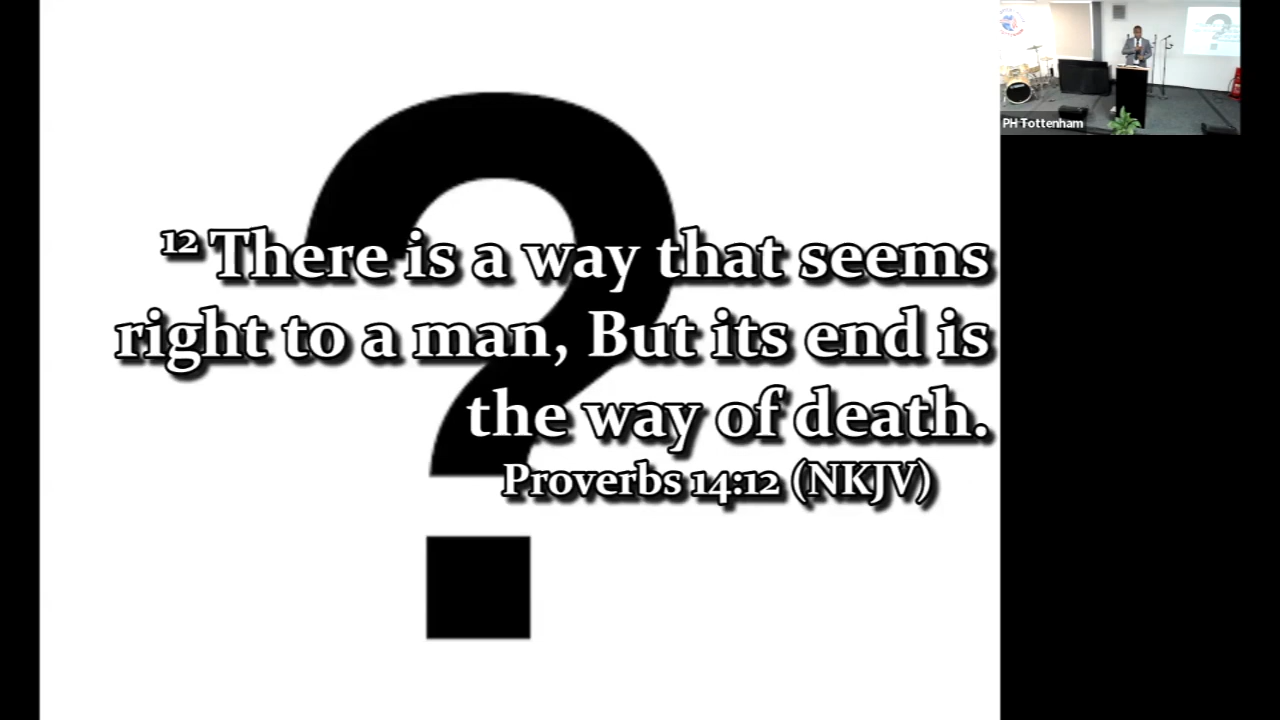 12 There is a way that seems
right to a man, But its end is
the way of death.
Proverbs 14:12 (NKJV)
PH Tottenham